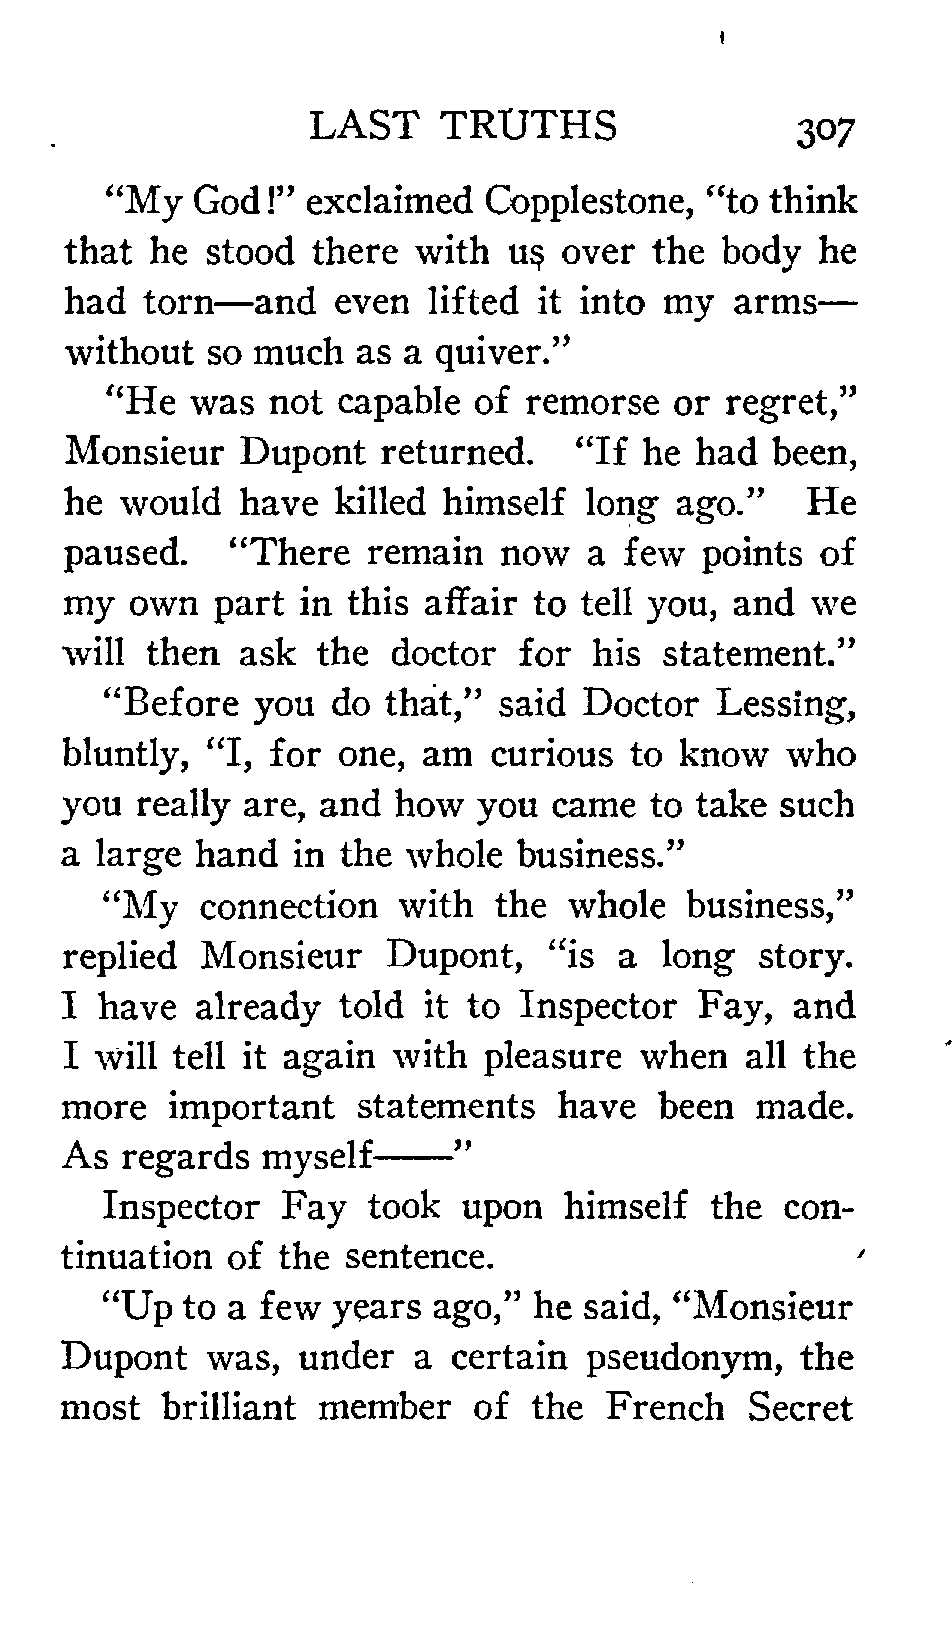 LAST TRUTHS 307
"My God!" exclaimed Copplestone, "to think
that he stood there with us over the body he
had torn—and even lifted it into my arms—
without so much as a quiver."
"He was not capable of remorse or regret,"
Monsieur Dupont returned. "If he had been,
he would have killed himself long ago." He
paused. "There remain now a few points of
my own part in this affair to tell you, and we
will then ask the doctor for his statement."
"Before you do that," said Doctor Lessing,
bluntly, "I, for one, am curious to know who
you really are, and how you came to take such
a large hand in the whole business."
"My connection with the whole business,"
replied Monsieur Dupont, "is a long story.
I have already told it to Inspector Fay, and
I will tell it again with pleasure when all the
more important statements have been made.
As regards myself——"
Inspector Fay took upon himself the con-
tinuation of the sentence.
"Up to a few years ago," he said, "Monsieur
Dupont was, under a certain pseudonym, the
most brilliant member of the French Secret